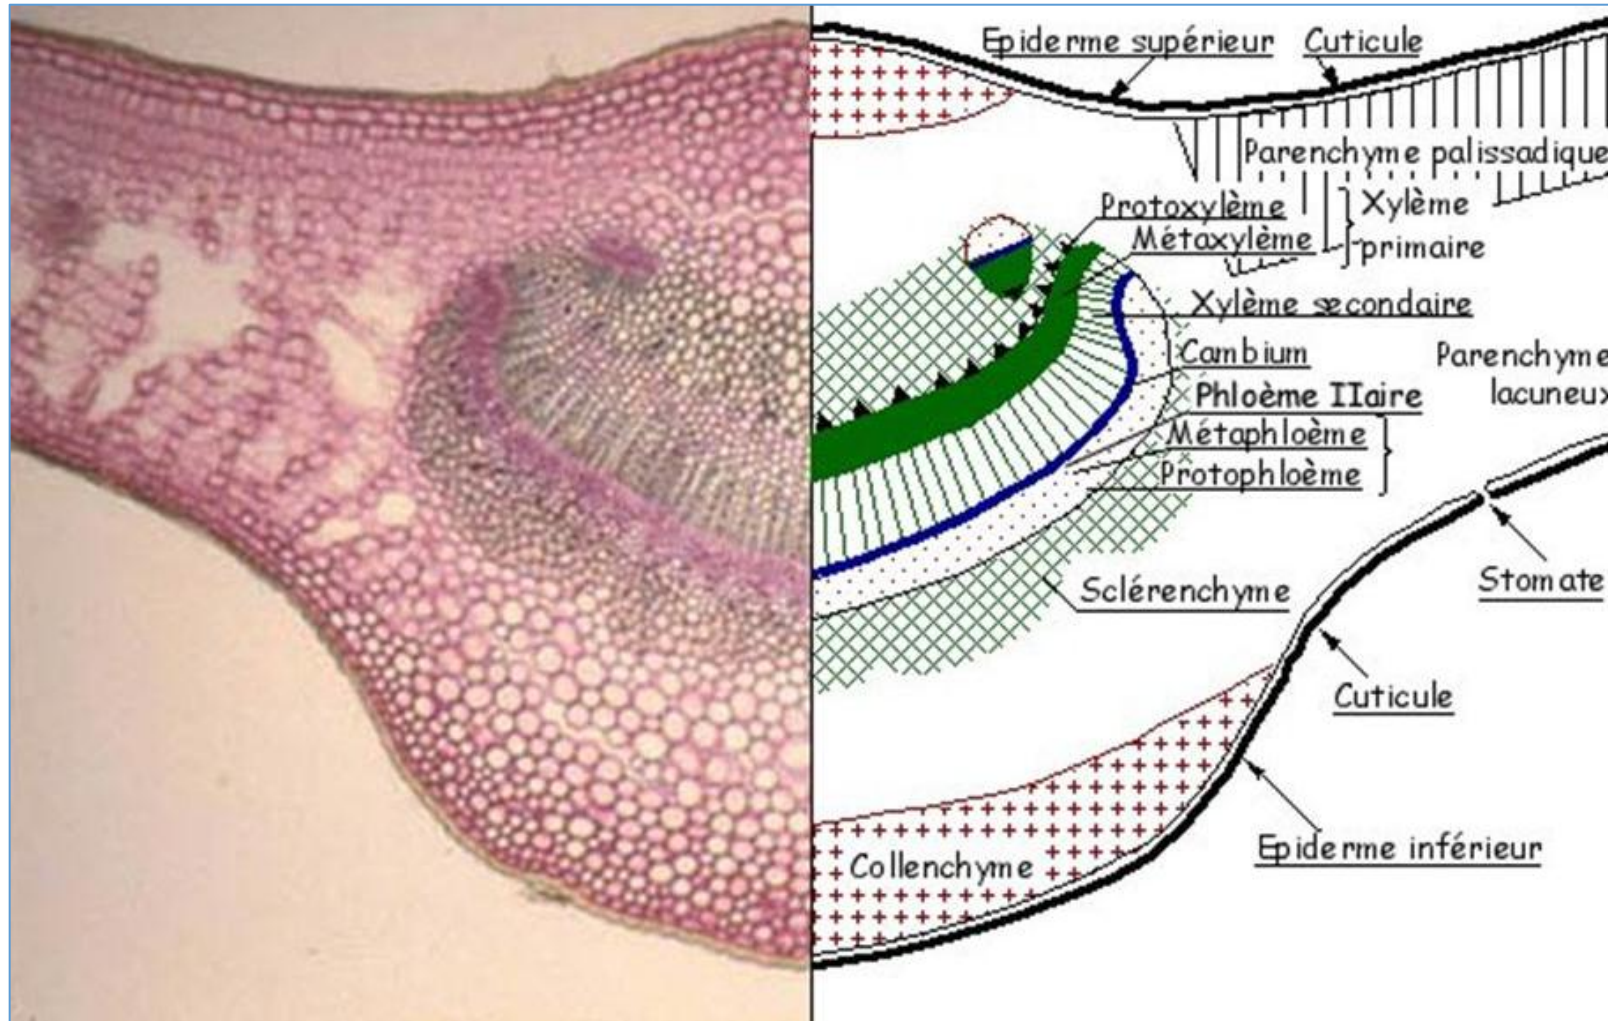 Epiderme supérieur
Cuticule
Parenchyme palissadique
Protoxylème
Métaxylème
Xylème
primaire
Xylème secondaire
Cambium
Parenchyme
lacuneux
Phloème IIaire
Métaphloème
Protophloème
Sclérenchyme
Stomate
Cuticule
Epiderme inférieur
Collenchyme